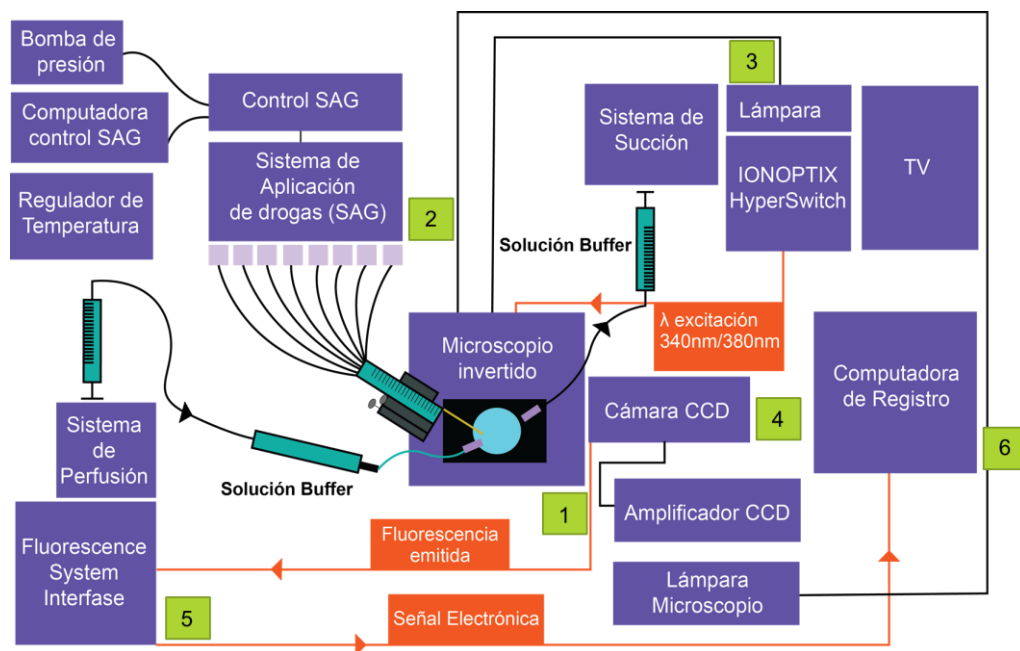 Bomba de
presión
Computadora
control SAG
Regulador de
Temperatura
Control SAG
Sistema de
Aplicación
de drogas (SAG)
2
Sistema de
Succión
3
Lámpara
IONOPTIX
HyperSwitch
TV
Solución Buffer
λ excitación
340nm/380nm
Microscopio
invertido
Sistema
de
Perfusión
Solución Buffer
Cámara CCD
4
Computadora
de Registro
6
1
Amplificador CCD
Fluorescencia
emitida
Fluorescence
System
Interfase
5
Lámpara
Microscopio
Señal Electrónica